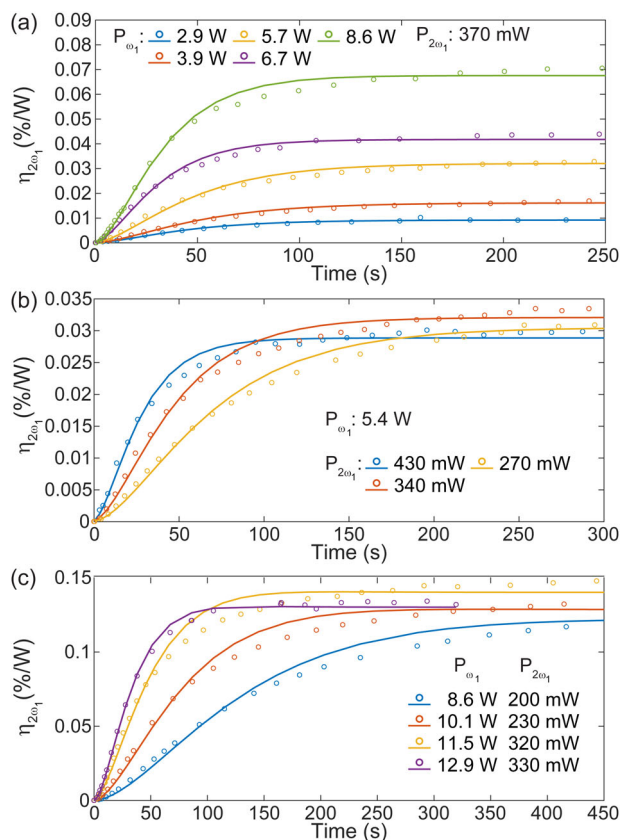 (a)
0.09
0.08
0.07
0.06
0.05
0.04
0.03
0.02
0.01
0
η2ω1(%/W)
Pω1: 2.9 W 5.7 W 8.6 W P2ω1: 370 mW
3.9 W 6.7 W
50 100 150 200 250
Time (s)
(b)
0.035
0.03
0.025
0.02
0.015
0.01
0.005
0
η2ω1(%/W)
Pω1: 5.4 W
P2ω1: 430 mW 270 mW
340 mW
0 50 100 150 200 250 300
Time (s)
(c)
0.15
0.1
0.05
0
η2ω1(%/W)
Pω1 P2ω1
8.6 W 200 mW
10.1 W 230 mW
11.5 W 320 mW
12.9 W 330 mW
0 50 100 150 200 250 300 350 400 450
Time (s)